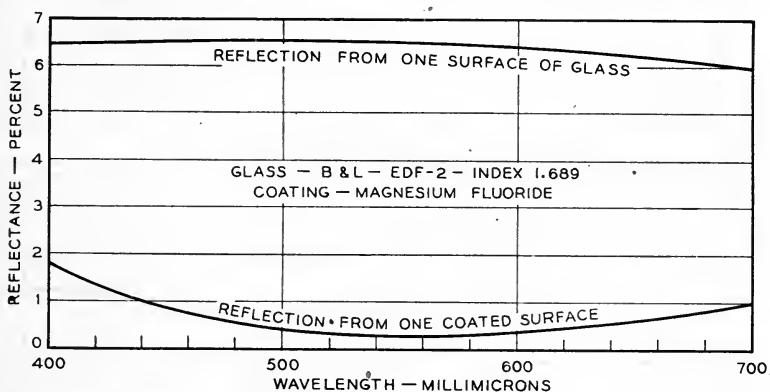 7
6
5
4
3
2
1
0
REFLECTANCE — PERCENT
REFLECTION FROM ONE SURFACE OF GLASS
GLASS — B & L — EDF-2 — INDEX 1.689
COATING — MAGNESIUM FLUORIDE
REFLECTION FROM ONE COATED SURFACE
400 500 600 700
WAVELENGTH — MILLIMICRONS